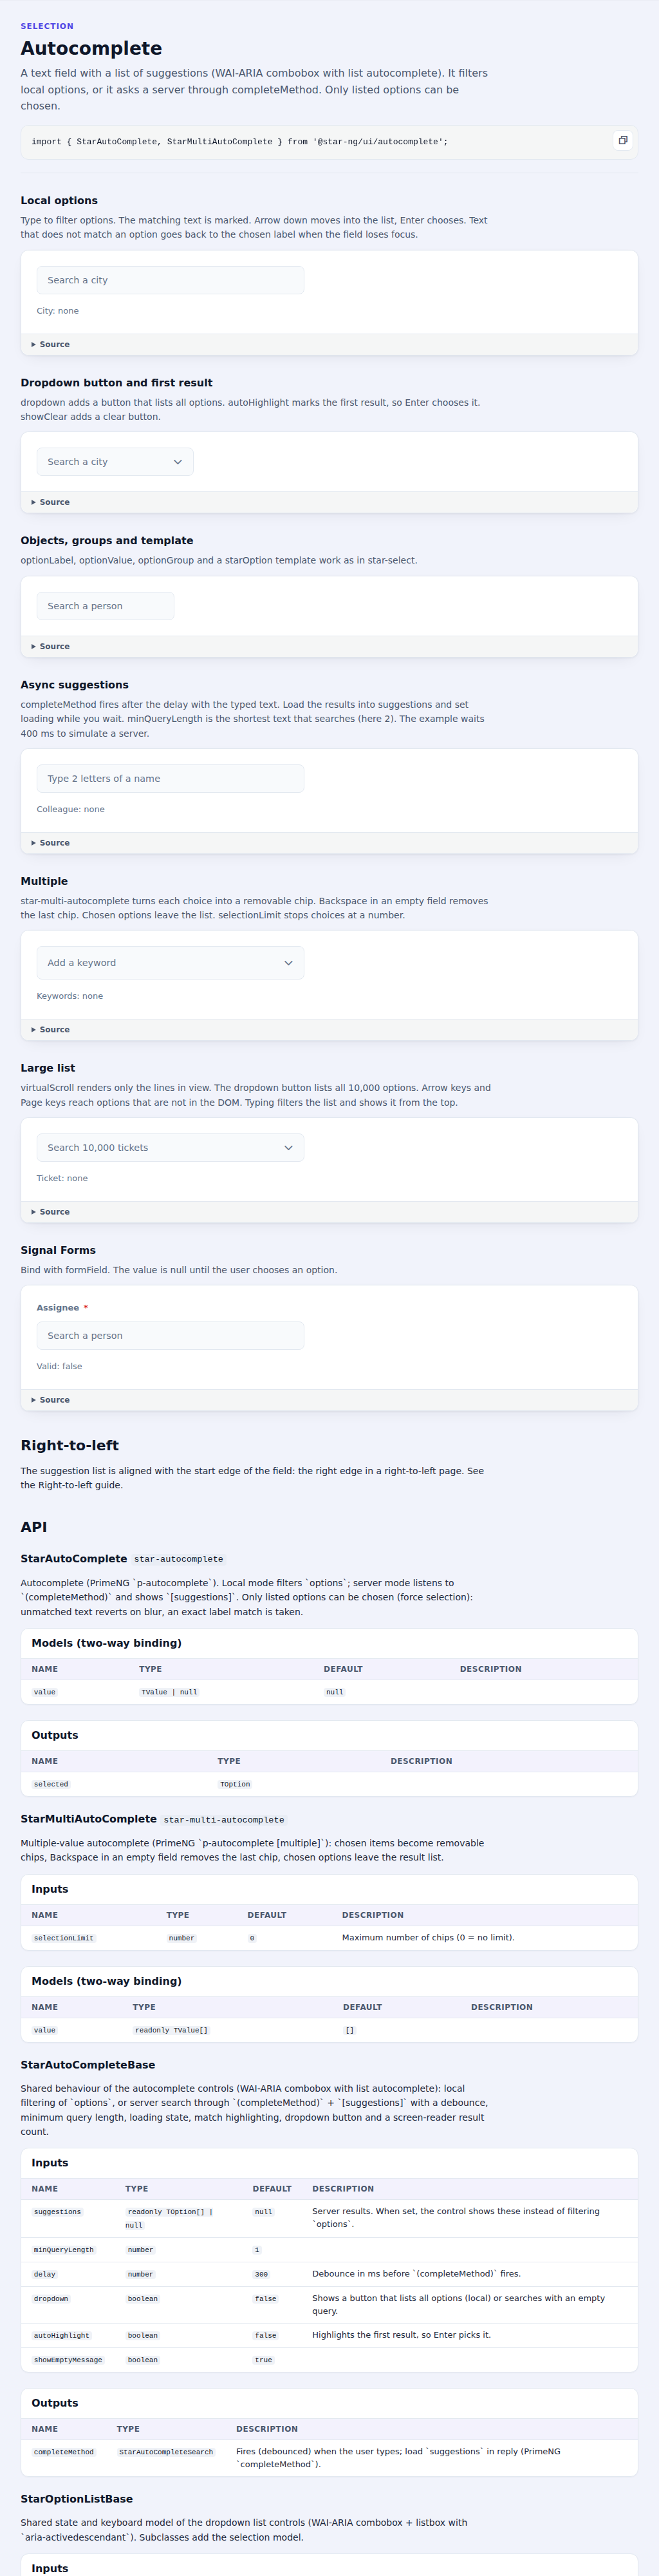 SELECTION
Autocomplete
A text field with a list of suggestions (WAI-ARIA combobox with list autocomplete). It filters
local options, or it asks a server through completeMethod. Only listed options can be
chosen.
import { StarAutoComplete, StarMultiAutoComplete } from '@star-ng/ui/autocomplete';
Local options
Type to filter options. The matching text is marked. Arrow down moves into the list, Enter chooses. Text
that does not match an option goes back to the chosen label when the field loses focus.
Search a city
City: none
Source
Dropdown button and first result
dropdown adds a button that lists all options. autoHighlight marks the first result, so Enter chooses it.
showClear adds a clear button.
Search a city
Source
Objects, groups and template
optionLabel, optionValue, optionGroup and a starOption template work as in star-select.
Search a person
Source
Async suggestions
completeMethod fires after the delay with the typed text. Load the results into suggestions and set
loading while you wait. minQueryLength is the shortest text that searches (here 2). The example waits
400 ms to simulate a server.
Type 2 letters of a name
Colleague: none
Source
Multiple
star-multi-autocomplete turns each choice into a removable chip. Backspace in an empty field removes
the last chip. Chosen options leave the list. selectionLimit stops choices at a number.
Add a keyword
Keywords: none
Source
Large list
virtualScroll renders only the lines in view. The dropdown button lists all 10,000 options. Arrow keys and
Page keys reach options that are not in the DOM. Typing filters the list and shows it from the top.
Search 10,000 tickets
Ticket: none
Source
Signal Forms
Bind with formField. The value is null until the user chooses an option.
Assignee *
Search a person
Valid: false
Source
Right-to-left
The suggestion list is aligned with the start edge of the field: the right edge in a right-to-left page. See
the Right-to-left guide.
API
StarAutoComplete star-autocomplete
Autocomplete (PrimeNG `p-autocomplete`). Local mode filters `options`; server mode listens to
`(completeMethod)` and shows `[suggestions]`. Only listed options can be chosen (force selection):
unmatched text reverts on blur, an exact label match is taken.
Models (two-way binding)
NAME TYPE DEFAULT DESCRIPTION
value TValue | null null
Outputs
NAME TYPE DESCRIPTION
selected TOption
StarMultiAutoComplete star-multi-autocomplete
Multiple-value autocomplete (PrimeNG `p-autocomplete [multiple]`): chosen items become removable
chips, Backspace in an empty field removes the last chip, chosen options leave the result list.
Inputs
NAME TYPE DEFAULT DESCRIPTION
selectionLimit number 0 Maximum number of chips (0 = no limit).
Models (two-way binding)
NAME TYPE DEFAULT DESCRIPTION
value readonly TValue[] []
StarAutoCompleteBase
Shared behaviour of the autocomplete controls (WAI-ARIA combobox with list autocomplete): local
filtering of `options`, or server search through `(completeMethod)` + `[suggestions]` with a debounce,
minimum query length, loading state, match highlighting, dropdown button and a screen-reader result
count.
Inputs
NAME TYPE DEFAULT DESCRIPTION
suggestions readonly TOption[] | null null Server results. When set, the control shows these instead of filtering
`options`.
minQueryLength number 1
delay number 300 Debounce in ms before `(completeMethod)` fires.
dropdown boolean false Shows a button that lists all options (local) or searches with an empty
query.
autoHighlight boolean false Highlights the first result, so Enter picks it.
showEmptyMessage boolean true
Outputs
NAME TYPE DESCRIPTION
completeMethod StarAutoCompleteSearch Fires (debounced) when the user types; load `suggestions` in reply (PrimeNG
`completeMethod`).
StarOptionListBase
Shared state and keyboard model of the dropdown list controls (WAI-ARIA combobox + listbox with
`aria-activedescendant`). Subclasses add the selection model.
Inputs